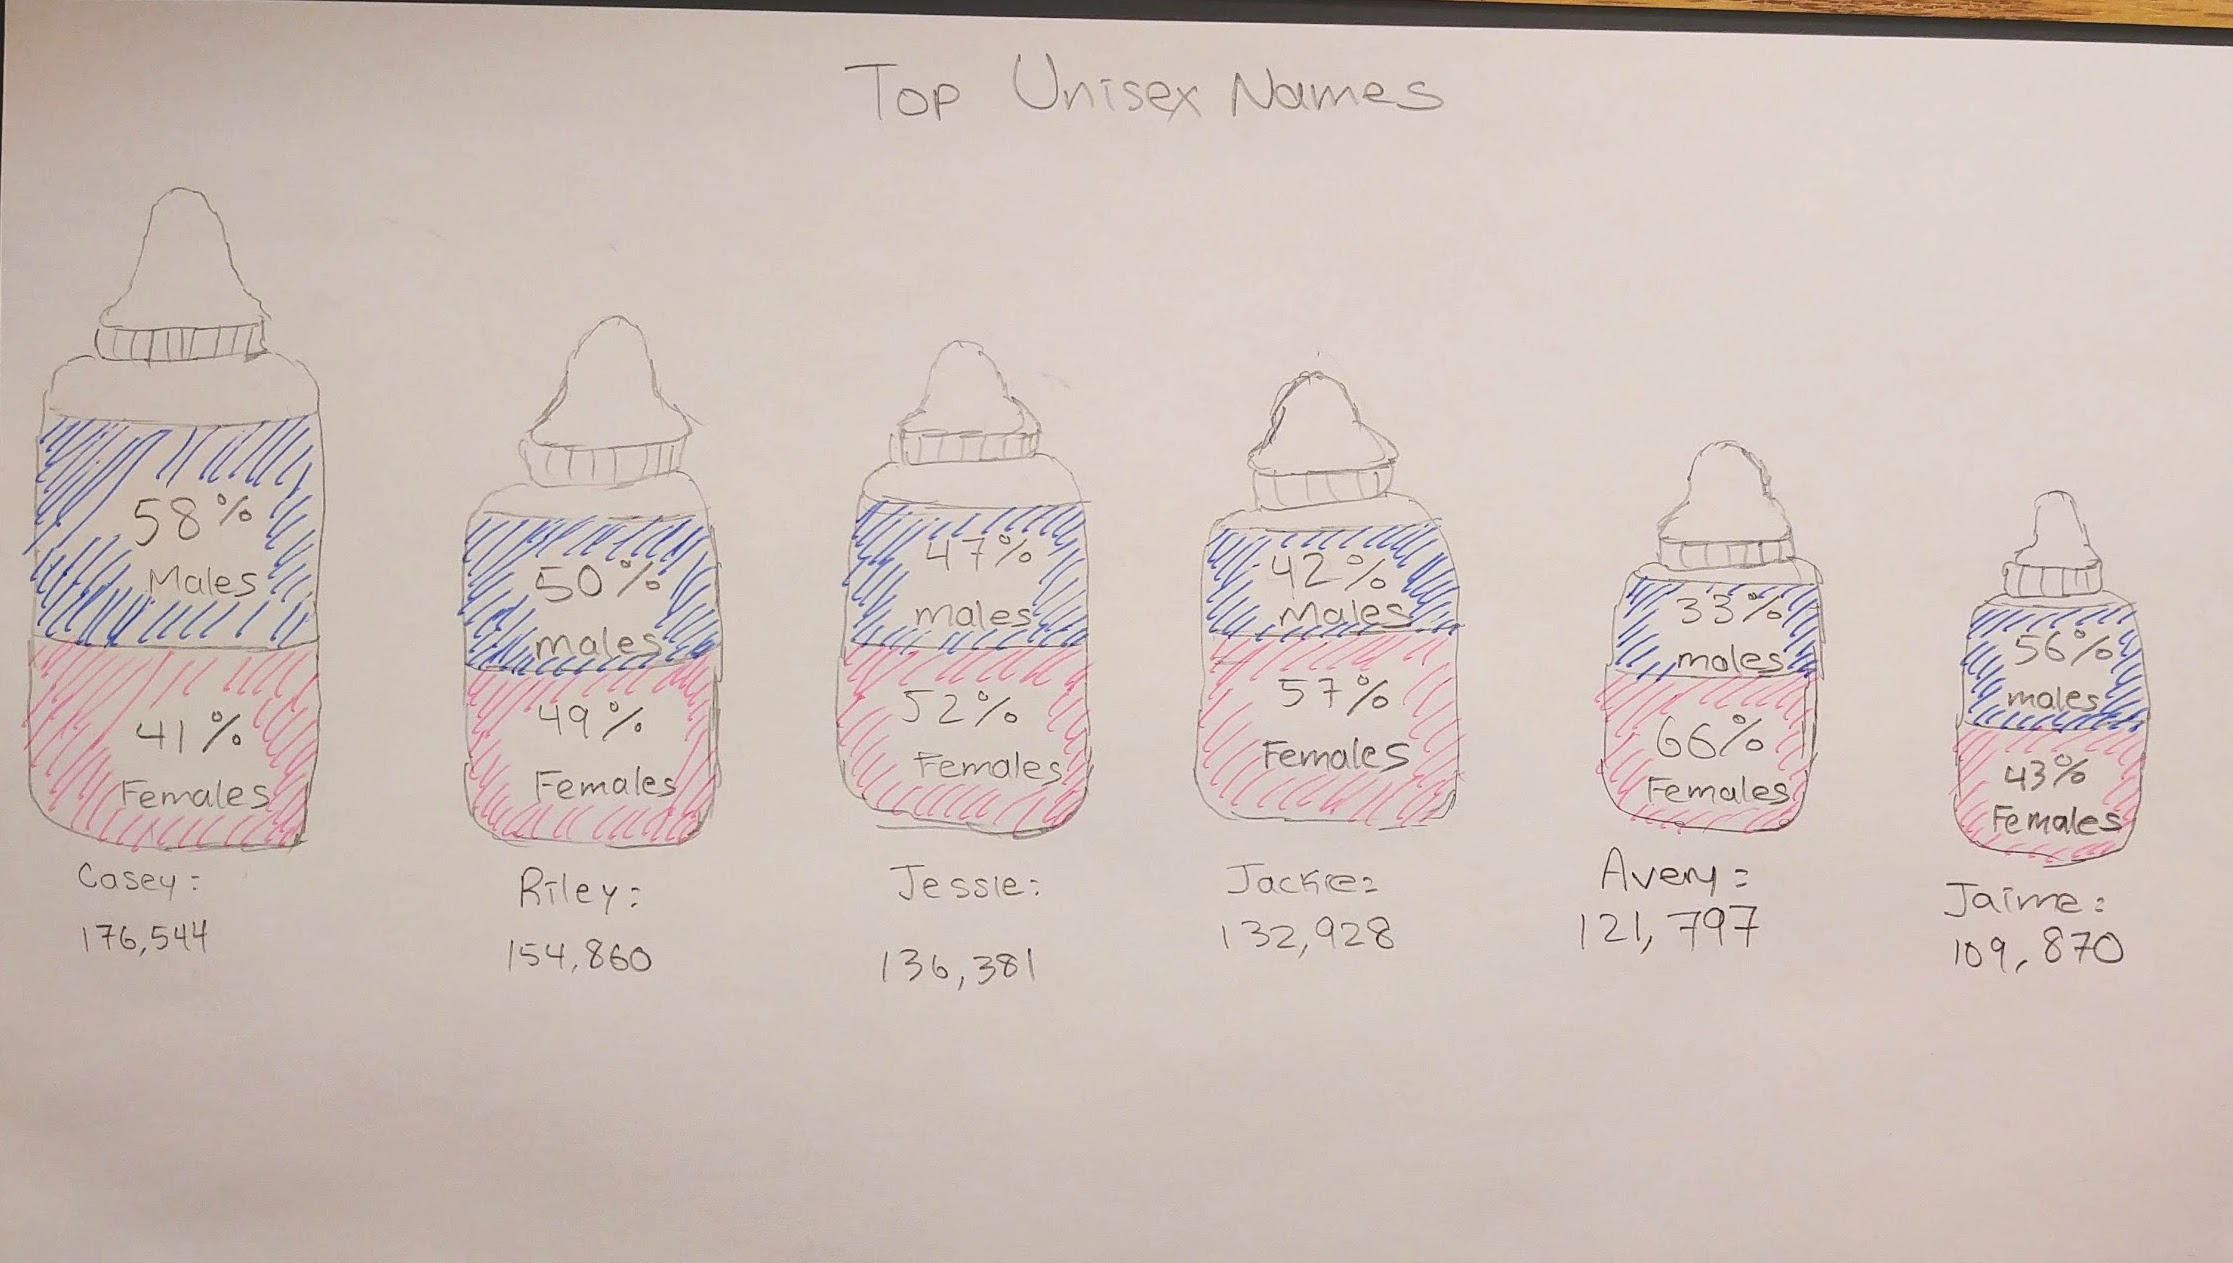 Top Unisex Names
58%
Males
41%
Females
Casey:
176,544
50%
males
49%
Females
Riley:
154,860
47%
males
52%
Females
Jessie:
136,381
42%
Males
57%
Females
Jackie:
132,928
33%
males
66%
Females
Avery:
121,797
56%
males
43%
Females
Jaime:
109,870